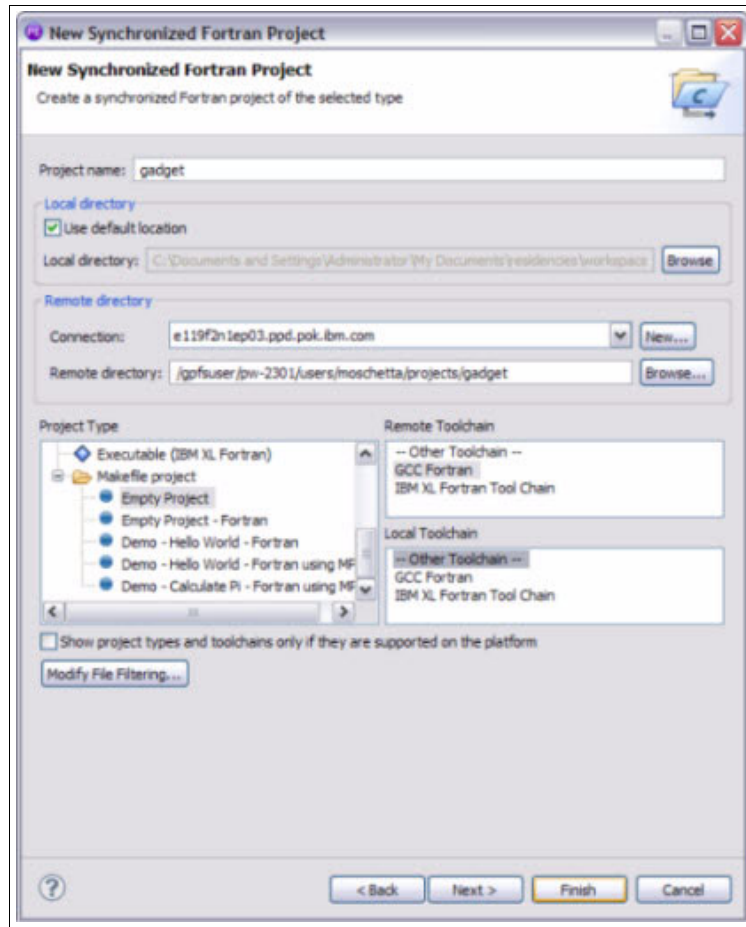 New Synchronized Fortran Project
New Synchronized Fortran Project
Create a synchronized Fortran project of the selected type
Project name: gadget
Local directory
Use default location
Local directory: C:\Documents and Settings\Administrator\My Documents\residencies\workspace Browse
Remote directory
Connection: e119f2n1ep03.ppd.pok.ibm.com New...
Remote directory: /gpfsuser/pw-2301/users/moschetta/projects/gadget Browse...
Project Type
Executable (IBM XL Fortran)
Makefile project
Empty Project
Empty Project - Fortran
Demo - Hello World - Fortran
Demo - Hello World - Fortran using MP
Demo - Calculate Pi - Fortran using MP
Remote Toolchain
-- Other Toolchain --
GCC Fortran
IBM XL Fortran Tool Chain
Local Toolchain
-- Other Toolchain --
GCC Fortran
IBM XL Fortran Tool Chain
Show project types and toolchains only if they are supported on the platform
Modify File Filtering...
? < Back Next > Finish Cancel